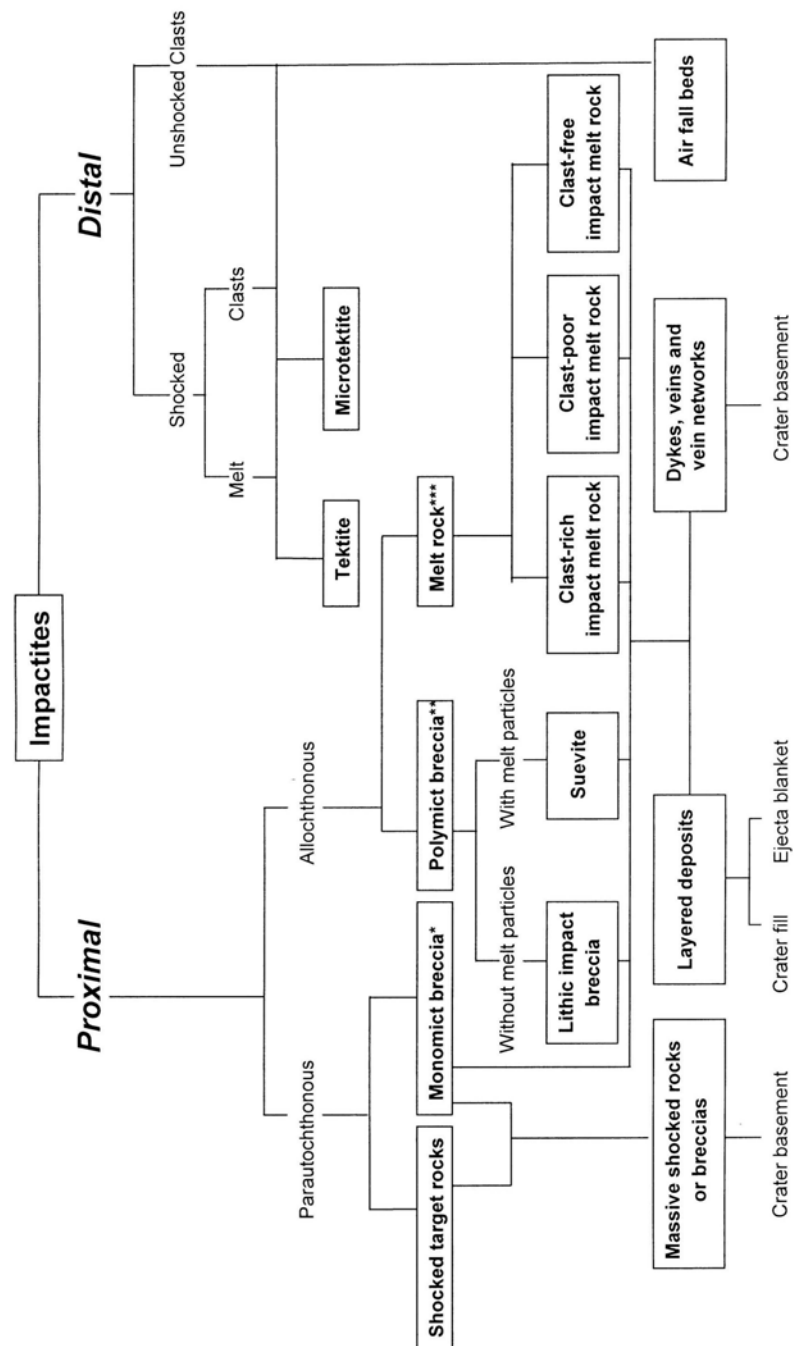 Impactites
Proximal
Distal
Parautochthonous
Allochthonous
Shocked
Unshocked Clasts
Melt
Clasts
Shocked target rocks
Monomict breccia*
Polymict breccia**
Melt rock***
Tektite
Microtektite
Without melt particles
With melt particles
Lithic impact
breccia
Suevite
Clast-rich
impact melt rock
Clast-poor
impact melt rock
Clast-free
impact melt rock
Massive shocked rocks
or breccias
Layered deposits
Dykes, veins and
vein networks
Air fall beds
Crater basement
Crater fill
Ejecta blanket
Crater basement